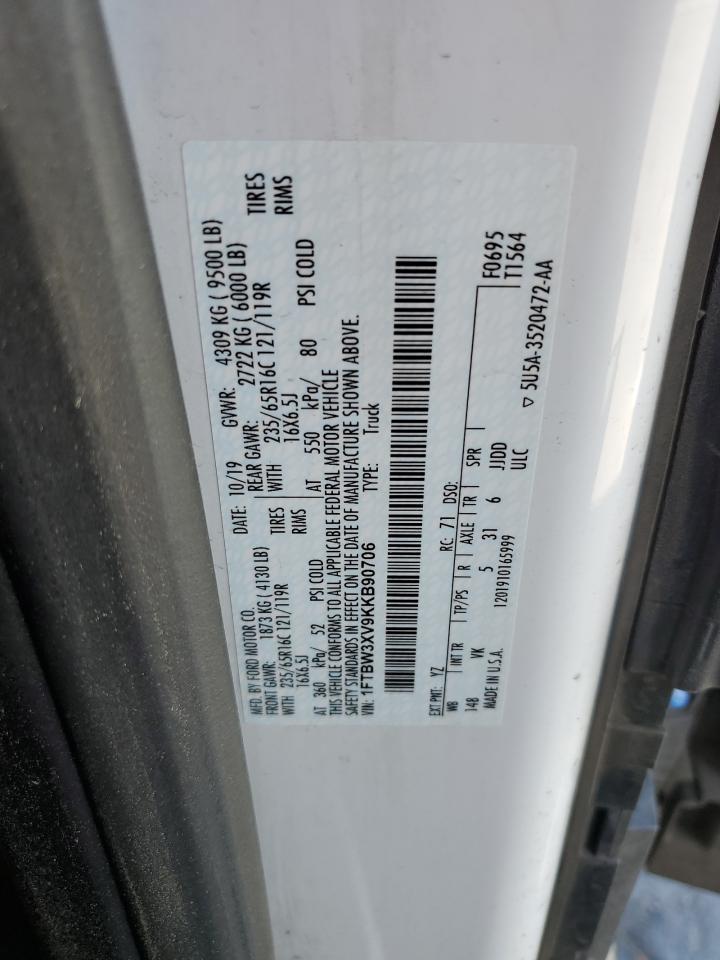 MFD. BY FORD MOTOR CO.
DATE: 10/19 GVWR: 4309 KG ( 9500 LB)
FRONT GAWR: 1873 KG ( 4130 LB) REAR GAWR: 2722 KG ( 6000 LB)
WITH 235/65R16C 121/119R TIRES WITH 235/65R16C 121/119R TIRES
16X6.5J RIMS 16X6.5J RIMS
AT 360 kPa/ 52 PSI COLD AT 550 kPa/ 80 PSI COLD
THIS VEHICLE CONFORMS TO ALL APPLICABLE FEDERAL MOTOR VEHICLE
SAFETY STANDARDS IN EFFECT ON THE DATE OF MANUFACTURE SHOWN ABOVE.
VIN: 1FTBW3XV9KKB90706 TYPE: Truck
EXT PNT: YZ RC: 71 DSO:
WB INT TR TP/PS R AXLE TR SPR F0695
148 VK 5 31 6 JJDD T1564
MADE IN U.S.A. 1201910165999 ULC
▽ 5U5A-3520472-AA